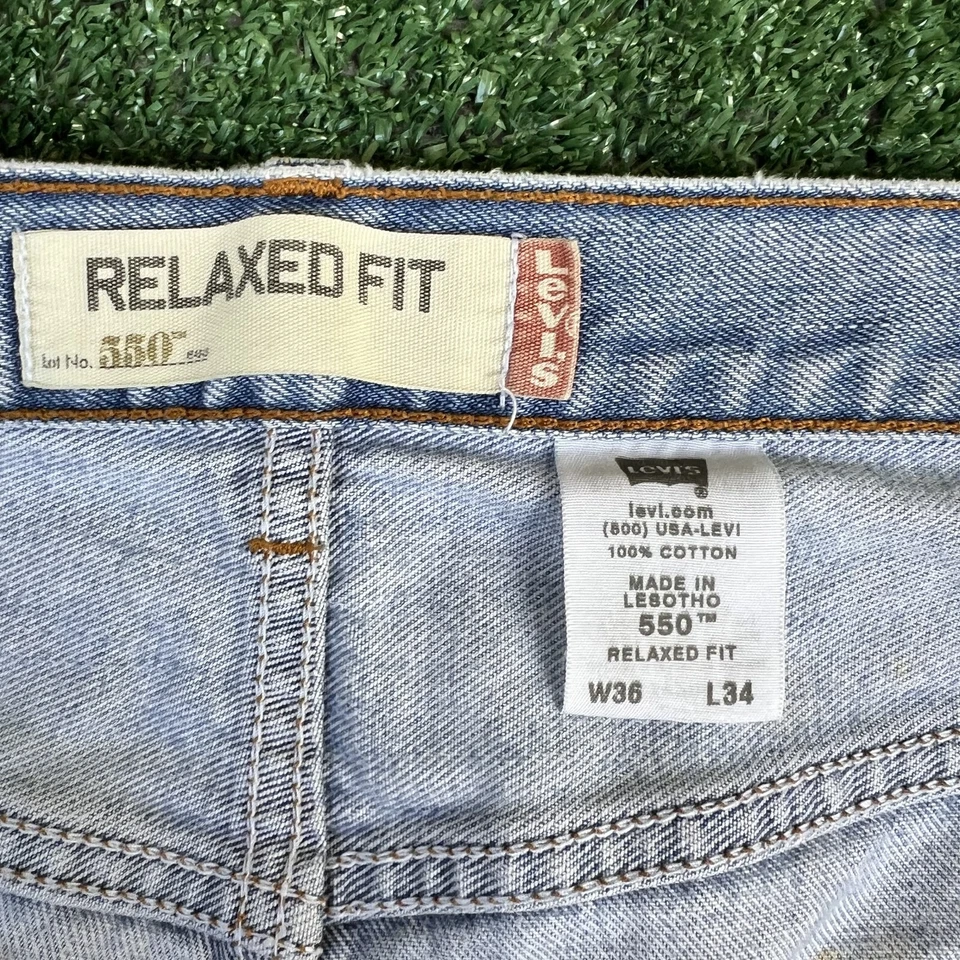 RELAXED FIT
Lot No. 550™
LEVI'S
LEVI'S
®
levi.com
(800) USA-LEVI
100% COTTON
MADE IN
LESOTHO
550™
RELAXED FIT
W36 L34